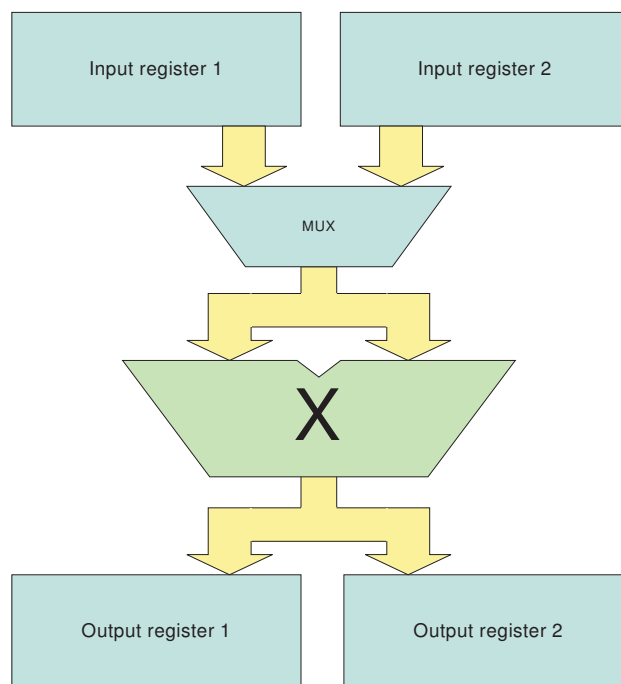 Input register 1
Input register 2
MUX
X
Output register 1
Output register 2